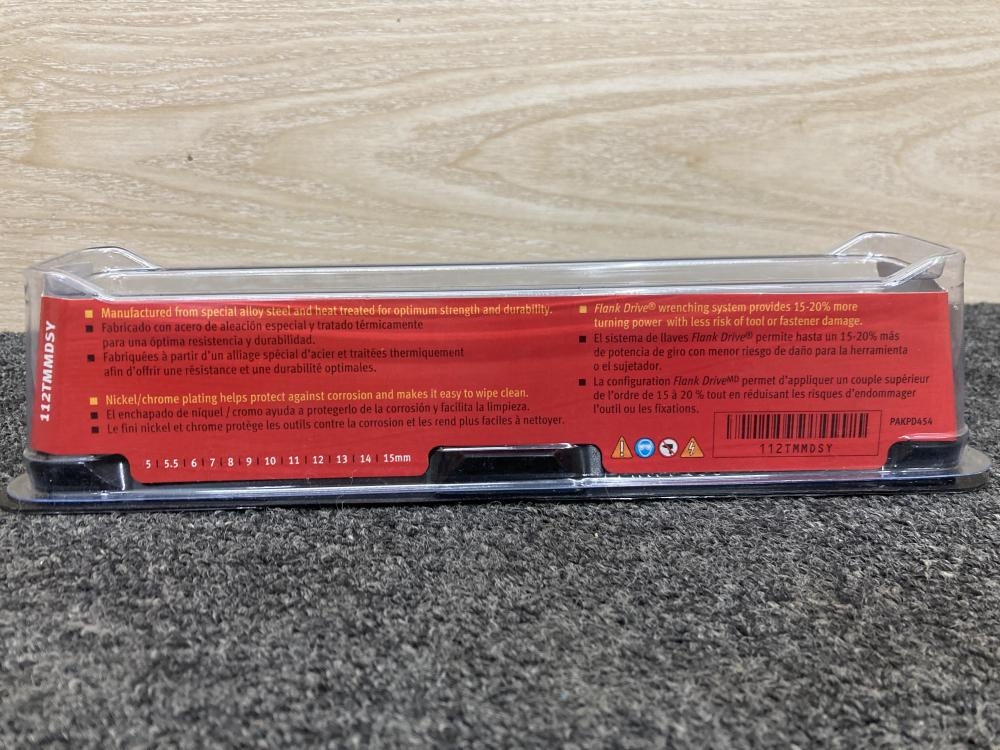 112TMMDSY
Manufactured from special alloy steel and heat treated for optimum strength and durability.
Fabricado con acero de aleación especial y tratado térmicamente
para una óptima resistencia y durabilidad.
Fabriquées à partir d'un alliage spécial d'acier et traitées thermiquement
afin d'offrir une résistance et une durabilité optimales.
Nickel/chrome plating helps protect against corrosion and makes it easy to wipe clean.
El enchapado de níquel / cromo ayuda a protegerlo de la corrosión y facilita la limpieza.
Le fini nickel et chrome protège les outils contre la corrosion et les rend plus faciles à nettoyer.
5 | 5.5 | 6 | 7 | 8 | 9 | 10 | 11 | 12 | 13 | 14 | 15mm
Flank Drive® wrenching system provides 15-20% more
turning power with less risk of tool or fastener damage.
El sistema de llaves Flank Drive® permite hasta un 15-20% más
de potencia de giro con menor riesgo de daño para la herramienta
o el sujetador.
La configuration Flank Drive MD permet d'appliquer un couple supérieur
de l'ordre de 15 à 20 % tout en réduisant les risques d'endommager
l'outil ou les fixations.
PAKPD454
112TMMDSY